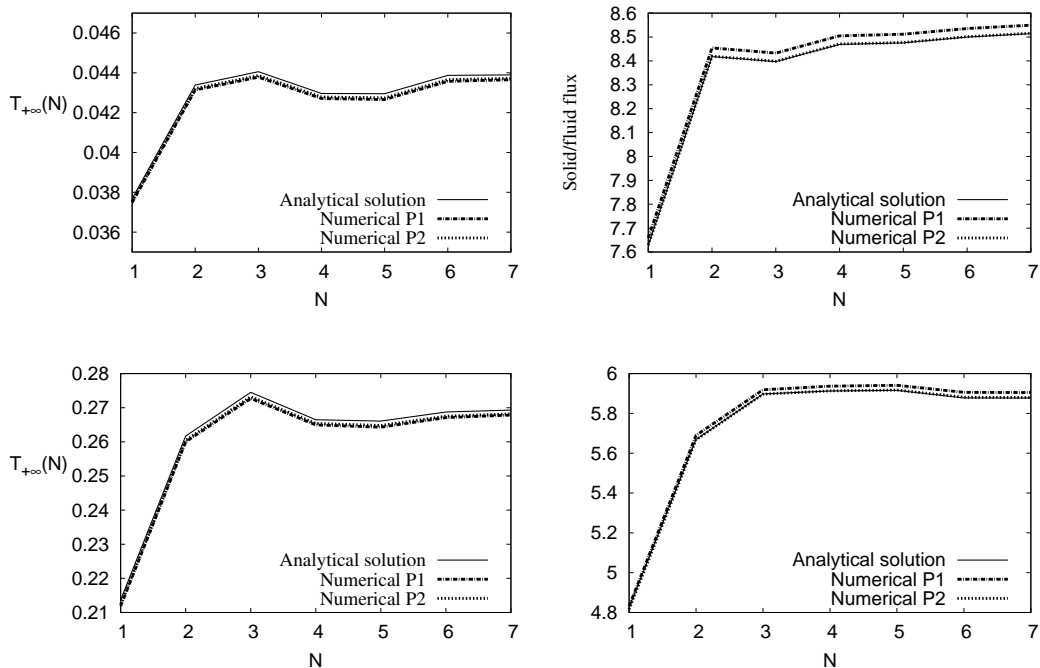 0.046
0.044
0.042
0.04
0.038
0.036
T+∞(N)
Analytical solution
Numerical P1
Numerical P2
1 2 3 4 5 6 7
N
8.6
8.5
8.4
8.3
8.2
8.1
8
7.9
7.8
7.7
7.6
Solid/fluid flux
Analytical solution
Numerical P1
Numerical P2
1 2 3 4 5 6 7
N
0.28
0.27
0.26
0.25
0.24
0.23
0.22
0.21
T+∞(N)
Analytical solution
Numerical P1
Numerical P2
1 2 3 4 5 6 7
N
6
5.8
5.6
5.4
5.2
5
4.8
Analytical solution
Numerical P1
Numerical P2
1 2 3 4 5 6 7
N